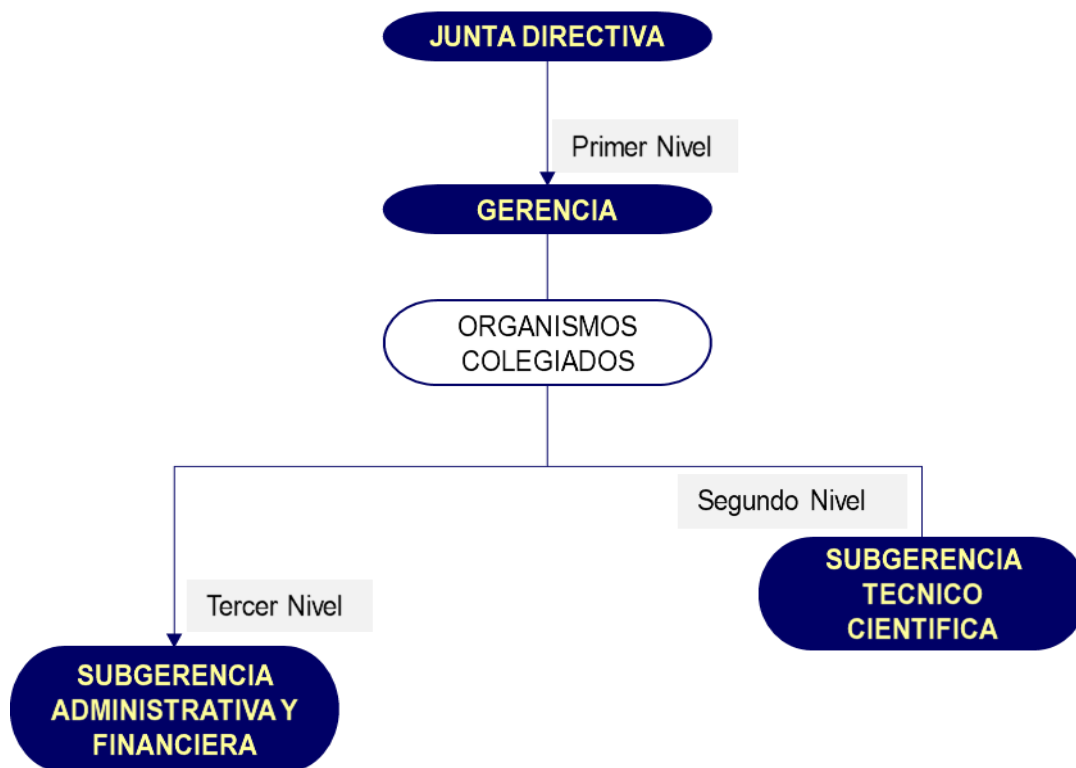 JUNTA DIRECTIVA
Primer Nivel
GERENCIA
ORGANISMOS
COLEGIADOS
Segundo Nivel
SUBGERENCIA
TECNICO
CIENTIFICA
Tercer Nivel
SUBGERENCIA
ADMINISTRATIVA Y
FINANCIERA